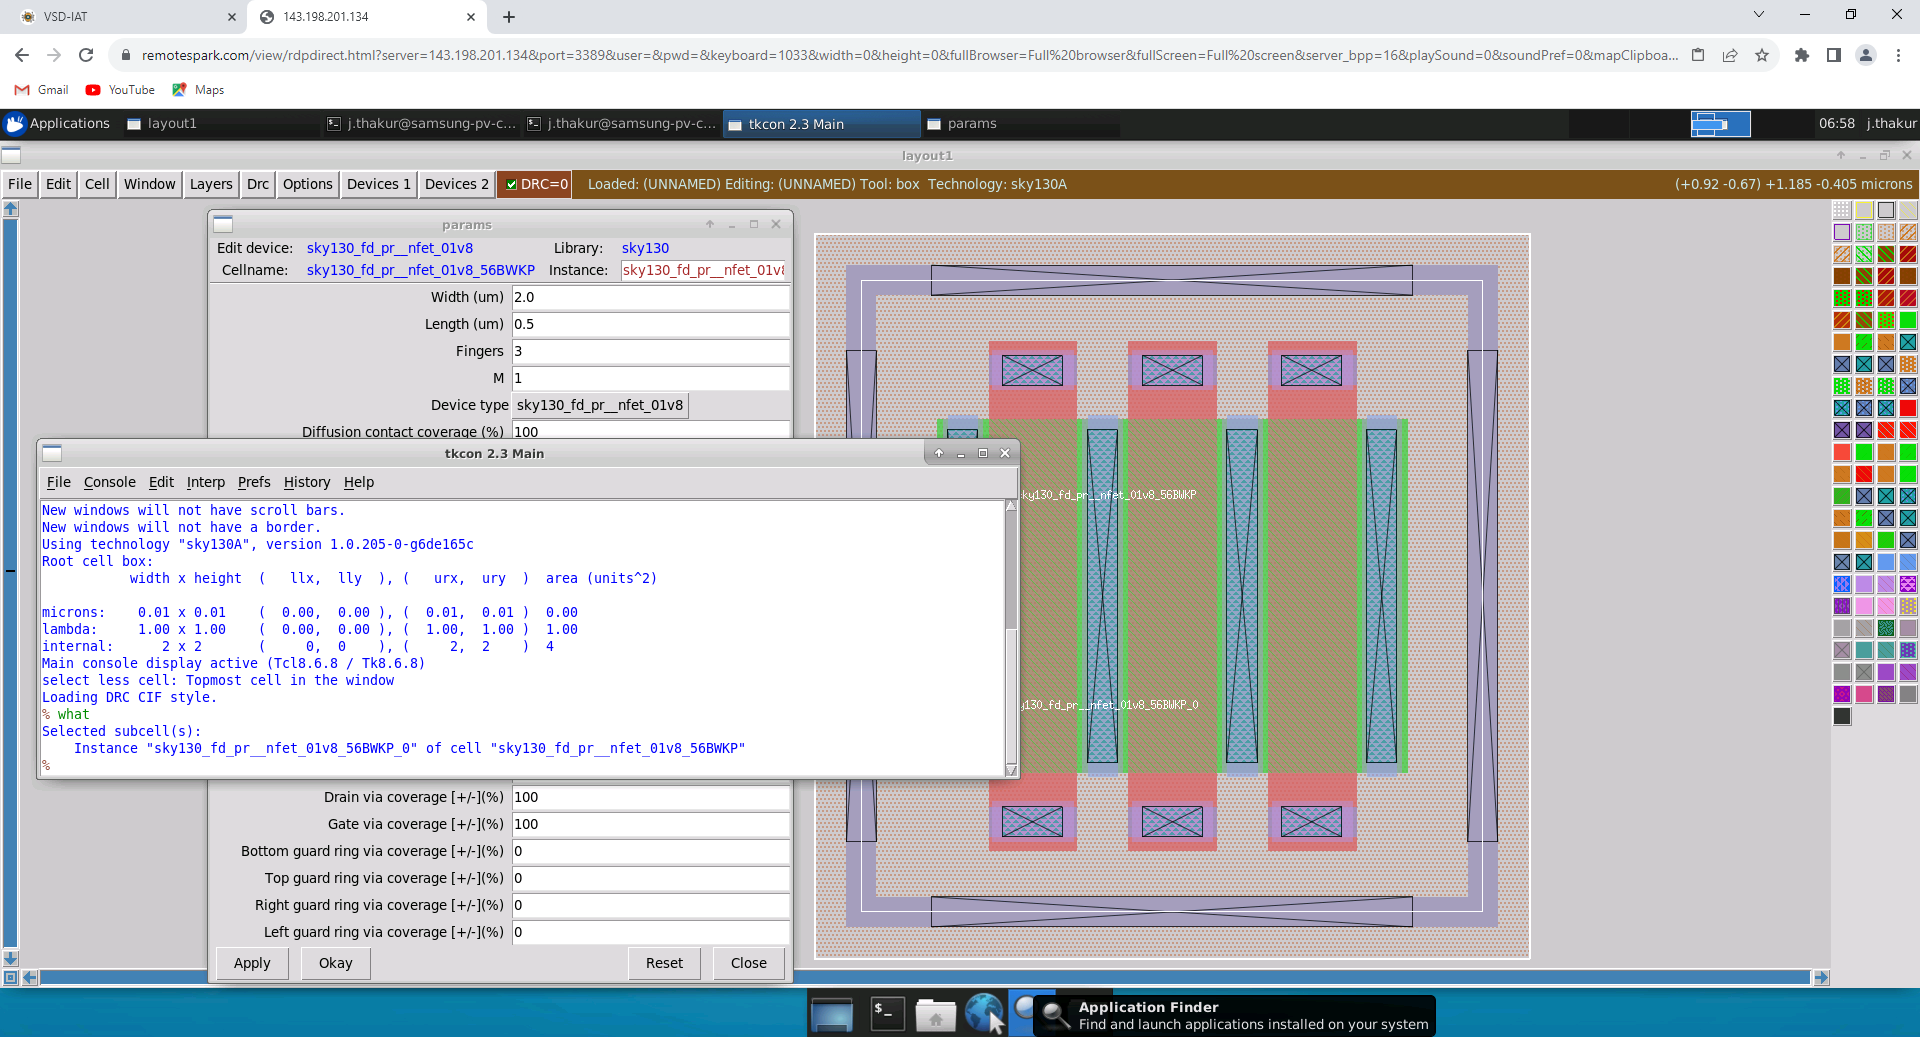 VSD-IAT
143.198.201.134
remotespark.com/view/rdpdirect.html?server=143.198.201.134&port=3389&user=&pwd=&keyboard=1033&width=0&height=0&fullBrowser=Full%20browser&fullScreen=Full%20screen&server_bpp=16&playSound=0&soundPref=0&mapClipboa...
Gmail YouTube Maps
Applications layout1 j.thakur@samsung-pv-c... j.thakur@samsung-pv-c... tkcon 2.3 Main params 06:58 j.thakur
layout1
File Edit Cell Window Layers Drc Options Devices 1 Devices 2 DRC=0 Loaded: (UNNAMED) Editing: (UNNAMED) Tool: box Technology: sky130A (+0.92 -0.67) +1.185 -0.405 microns
params
Edit device: sky130_fd_pr__nfet_01v8 Library: sky130
Cellname: sky130_fd_pr__nfet_01v8_56BWKP Instance: sky130_fd_pr__nfet_01v8
Width (um) 2.0
Length (um) 0.5
Fingers 3
M 1
Device type sky130_fd_pr__nfet_01v8
Diffusion contact coverage (%) 100
tkcon 2.3 Main
File Console Edit Interp Prefs History Help
New windows will not have scroll bars.
New windows will not have a border.
Using technology "sky130A", version 1.0.205-0-g6de165c
Root cell box:
width x height ( llx, lly ), ( urx, ury ) area (units^2)
microns: 0.01 x 0.01 ( 0.00, 0.00 ), ( 0.01, 0.01 ) 0.00
lambda: 1.00 x 1.00 ( 0.00, 0.00 ), ( 1.00, 1.00 ) 1.00
internal: 2 x 2 ( 0, 0 ), ( 2, 2 ) 4
Main console display active (Tcl8.6.8 / Tk8.6.8)
select less cell: Topmost cell in the window
Loading DRC CIF style.
% what
Selected subcell(s):
Instance "sky130_fd_pr__nfet_01v8_56BWKP_0" of cell "sky130_fd_pr__nfet_01v8_56BWKP"
%
sky130_fd_pr__nfet_01v8_56BWKP
y130_fd_pr__nfet_01v8_56BWKP_0
Drain via coverage [+/-](%) 100
Gate via coverage [+/-](%) 100
Bottom guard ring via coverage [+/-](%) 0
Top guard ring via coverage [+/-](%) 0
Right guard ring via coverage [+/-](%) 0
Left guard ring via coverage [+/-](%) 0
Apply Okay Reset Close
Application Finder
Find and launch applications installed on your system